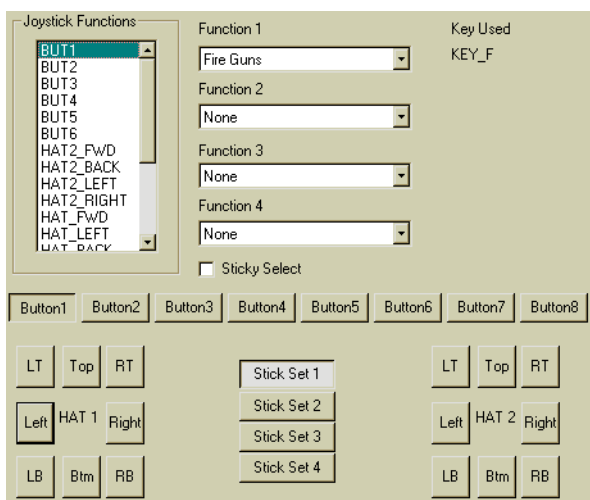 Joystick Functions
BUT1
BUT2
BUT3
BUT4
BUT5
BUT6
HAT2_FWD
HAT2_BACK
HAT2_LEFT
HAT2_RIGHT
HAT_FWD
HAT_LEFT
HAT_BACK
Function 1
Key Used
Fire Guns
KEY_F
Function 2
None
Function 3
None
Function 4
None
Sticky Select
Button1 Button2 Button3 Button4 Button5 Button6 Button7 Button8
LT Top RT
Left HAT 1 Right
LB Btm RB
Stick Set 1
Stick Set 2
Stick Set 3
Stick Set 4
LT Top RT
Left HAT 2 Right
LB Btm RB